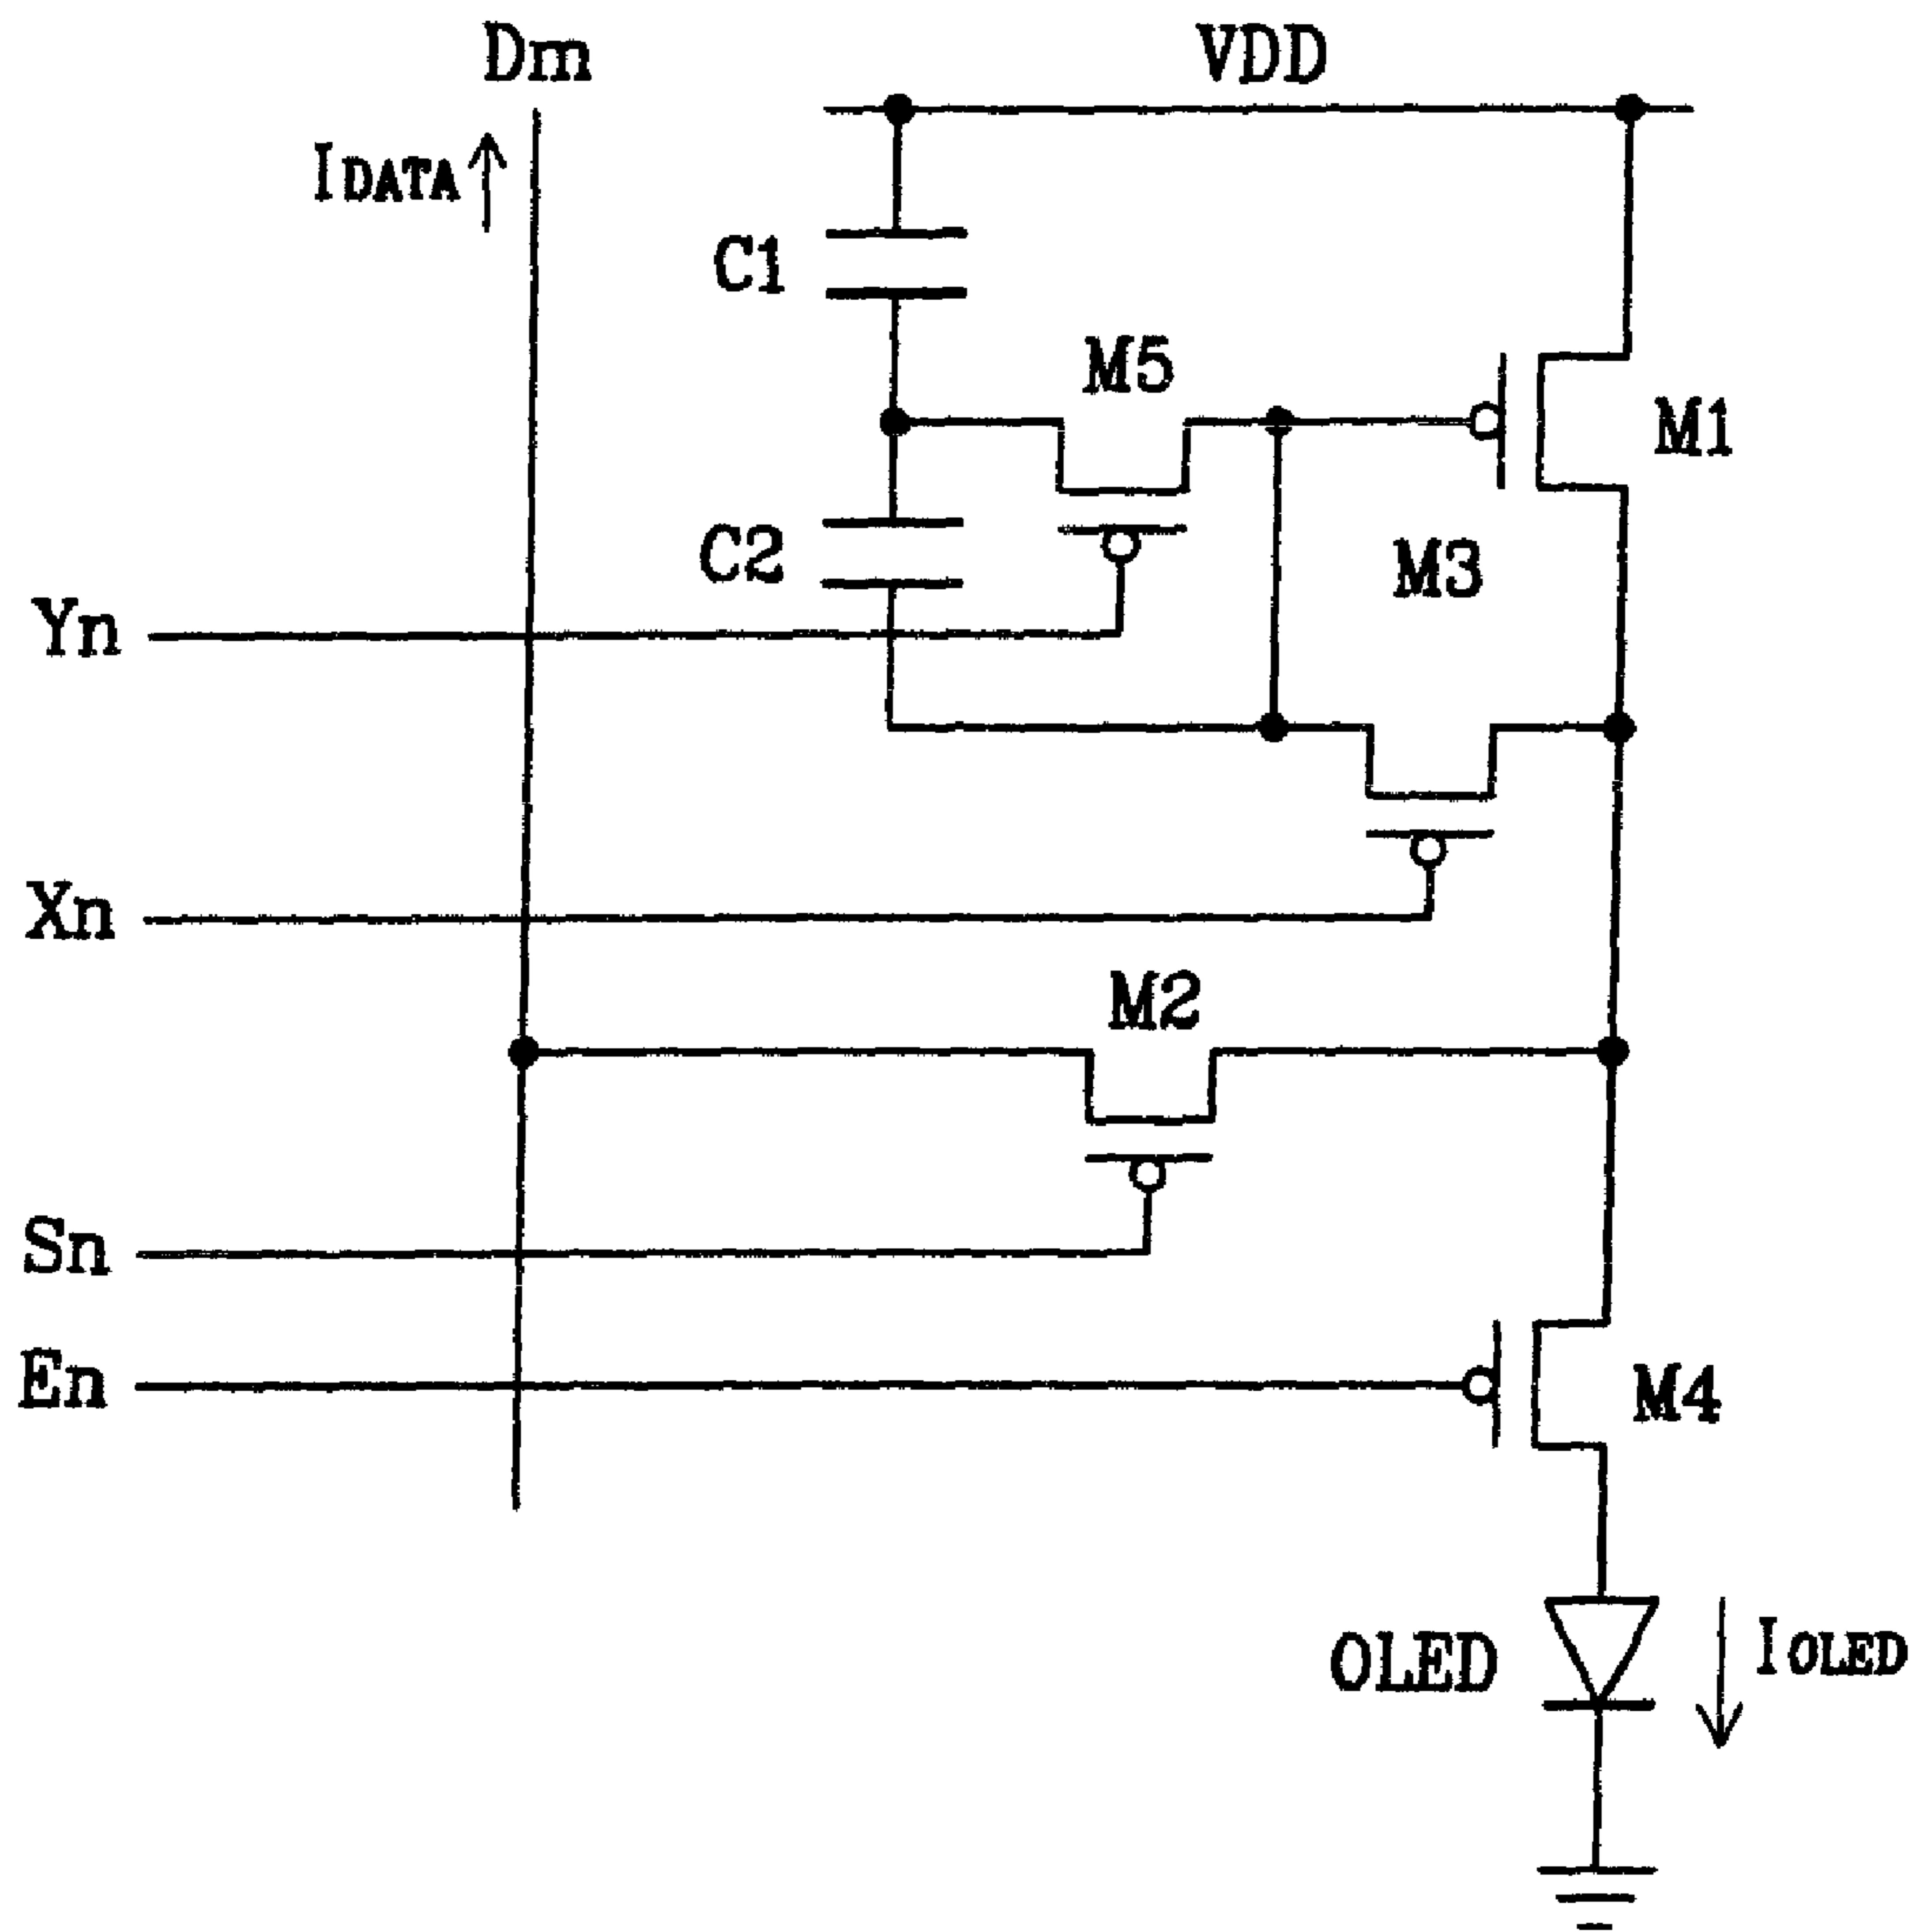 Dm
VDD
IDATA
C1
M5
M1
C2
M3
Yn
Xn
M2
Sn
En
M4
OLED
IOLED